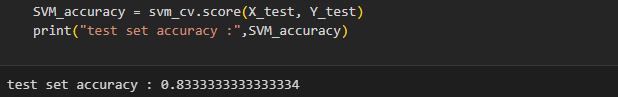 SVM_accuracy = svm_cv.score(X_test, Y_test)
print("test set accuracy :",SVM_accuracy)
test set accuracy : 0.8333333333333334